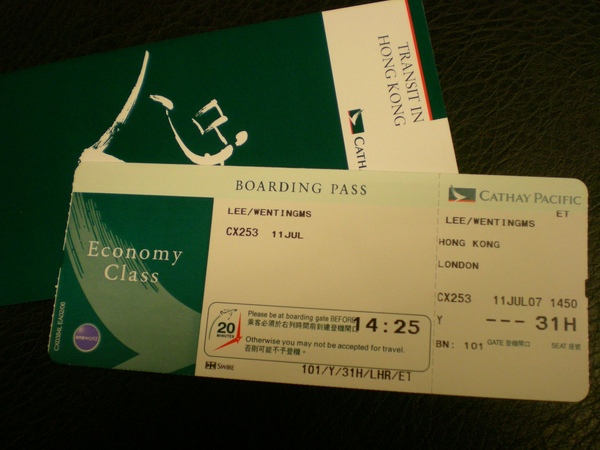 TRANSIT IN
HONG KONG
CATH
BOARDING PASS
CATHAY PACIFIC
ET
LEE/WENTINGMS
CX253 11JUL
Economy
Class
Please be at boarding gate BEFORE
乘客必須於右列時間前到達登機閘口
14:25
20
MINUTES
Otherwise you may not be accepted for travel.
否則可能不予登機。
SWIRE
101/Y/31H/LHR/ET
LEE/WENTINGMS
HONG KONG
LONDON
CX253 11JUL07 1450
Y --- 31H
BN: 101 GATE 登機閘口 SEAT 座號
oneworld